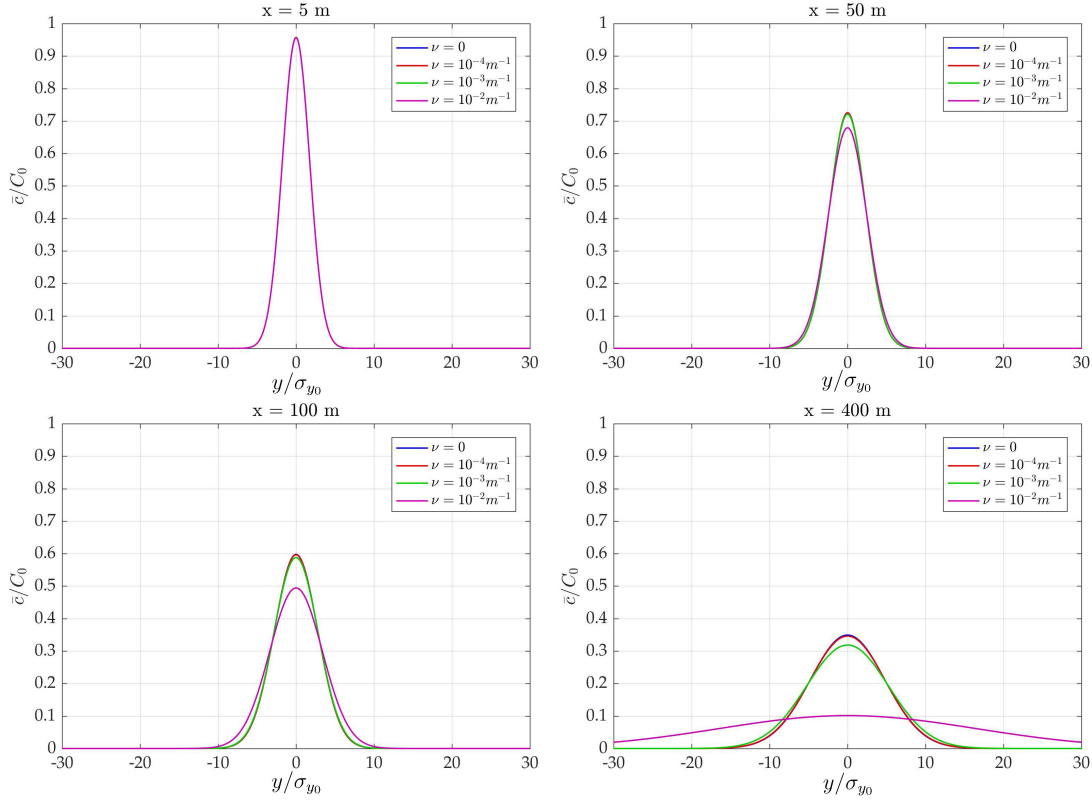 x = 5 m
1
0.9
0.8
0.7
0.6
0.5
0.4
0.3
0.2
0.1
0
c̄/C₀
ν = 0
ν = 10⁻⁴m⁻¹
ν = 10⁻³m⁻¹
ν = 10⁻²m⁻¹
-30 -20 -10 0 10 20 30
y/σ_y₀
x = 50 m
1
0.9
0.8
0.7
0.6
0.5
0.4
0.3
0.2
0.1
0
c̄/C₀
ν = 0
ν = 10⁻⁴m⁻¹
ν = 10⁻³m⁻¹
ν = 10⁻²m⁻¹
-30 -20 -10 0 10 20 30
y/σ_y₀
x = 100 m
1
0.9
0.8
0.7
0.6
0.5
0.4
0.3
0.2
0.1
0
c̄/C₀
ν = 0
ν = 10⁻⁴m⁻¹
ν = 10⁻³m⁻¹
ν = 10⁻²m⁻¹
-30 -20 -10 0 10 20 30
y/σ_y₀
x = 400 m
1
0.9
0.8
0.7
0.6
0.5
0.4
0.3
0.2
0.1
0
c̄/C₀
ν = 0
ν = 10⁻⁴m⁻¹
ν = 10⁻³m⁻¹
ν = 10⁻²m⁻¹
-30 -20 -10 0 10 20 30
y/σ_y₀